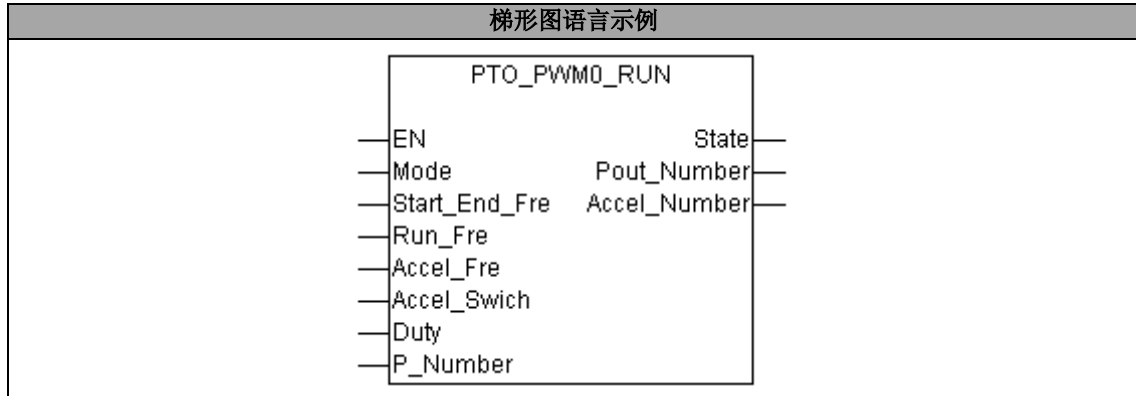 梯形图语言示例
PTO_PWM0_RUN
EN State
Mode Pout_Number
Start_End_Fre Accel_Number
Run_Fre
Accel_Fre
Accel_Swich
Duty
P_Number